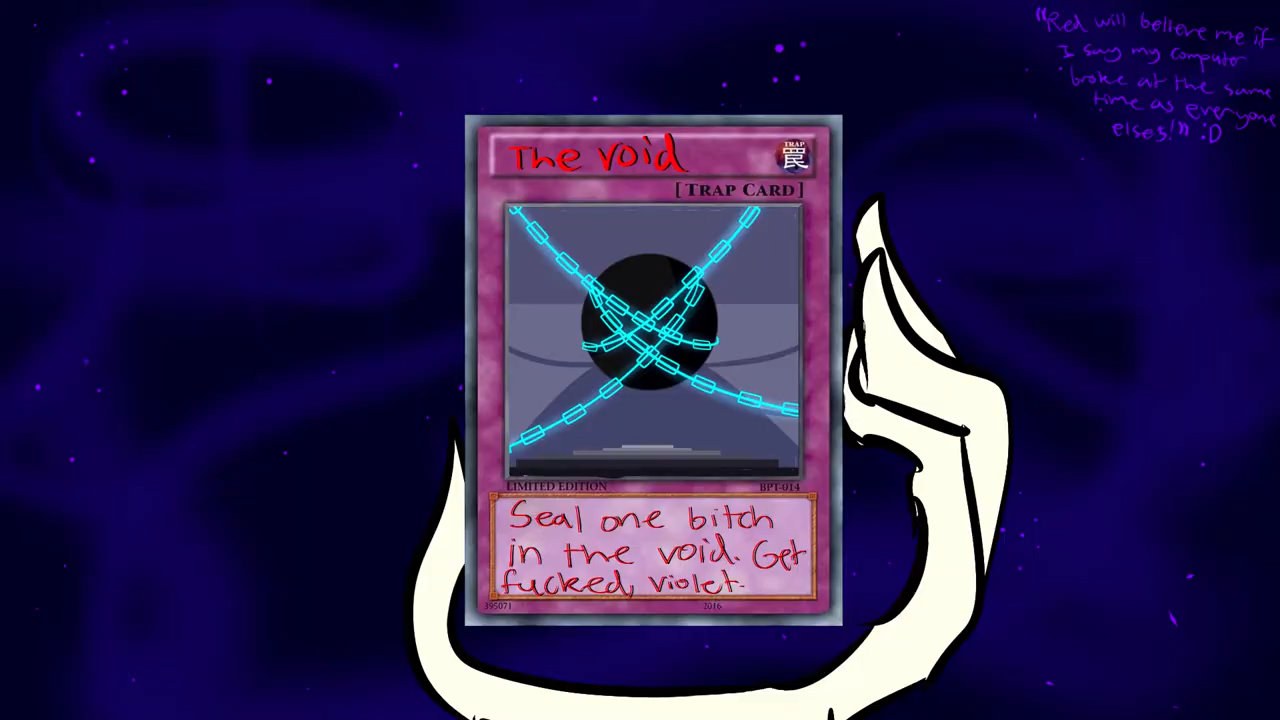 "Red will believe me if
I say my computer
broke at the same
time as everyone
elses!" :D
The void
TRAP
罠
[TRAP CARD]
LIMITED EDITION
BPT-014
Seal one bitch
in the void. Get
fucked, violet.
395071
2016